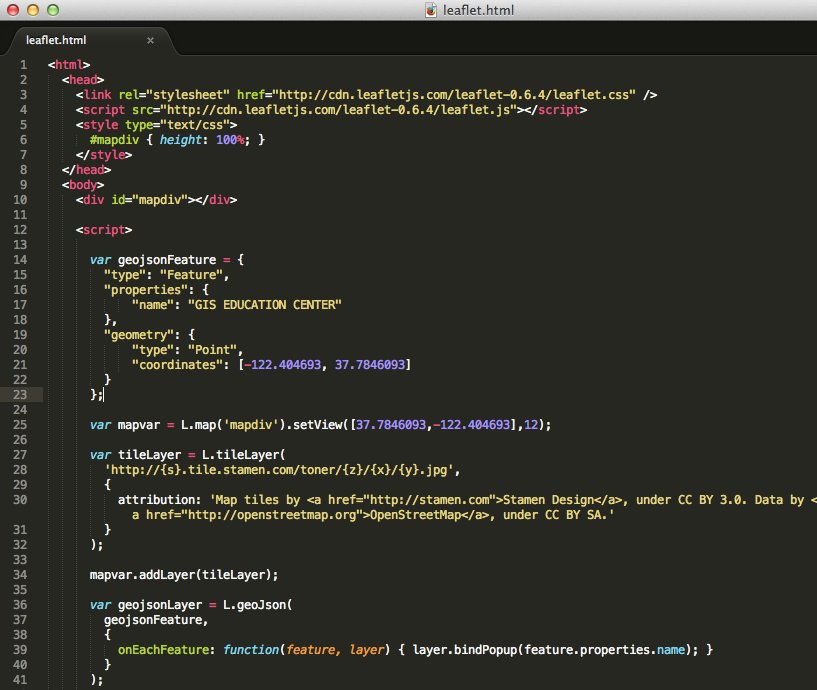 leaflet.html
leaflet.html ×
1 <html>
2 <head>
3 <link rel="stylesheet" href="http://cdn.leafletjs.com/leaflet-0.6.4/leaflet.css" />
4 <script src="http://cdn.leafletjs.com/leaflet-0.6.4/leaflet.js"></script>
5 <style type="text/css">
6 #mapdiv { height: 100%; }
7 </style>
8 </head>
9 <body>
10 <div id="mapdiv"></div>
11
12 <script>
13
14 var geojsonFeature = {
15 "type": "Feature",
16 "properties": {
17 "name": "GIS EDUCATION CENTER"
18 },
19 "geometry": {
20 "type": "Point",
21 "coordinates": [-122.404693, 37.7846093]
22 }
23 };
24
25 var mapvar = L.map('mapdiv').setView([37.7846093,-122.404693],12);
26
27 var tileLayer = L.tileLayer(
28 'http://{s}.tile.stamen.com/toner/{z}/{x}/{y}.jpg',
29 {
30 attribution: 'Map tiles by <a href="http://stamen.com">Stamen Design</a>, under CC BY 3.0. Data by <
a href="http://openstreetmap.org">OpenStreetMap</a>, under CC BY SA.'
31 }
32 );
33
34 mapvar.addLayer(tileLayer);
35
36 var geojsonLayer = L.geoJson(
37 geojsonFeature,
38 {
39 onEachFeature: function(feature, layer) { layer.bindPopup(feature.properties.name); }
40 }
41 );